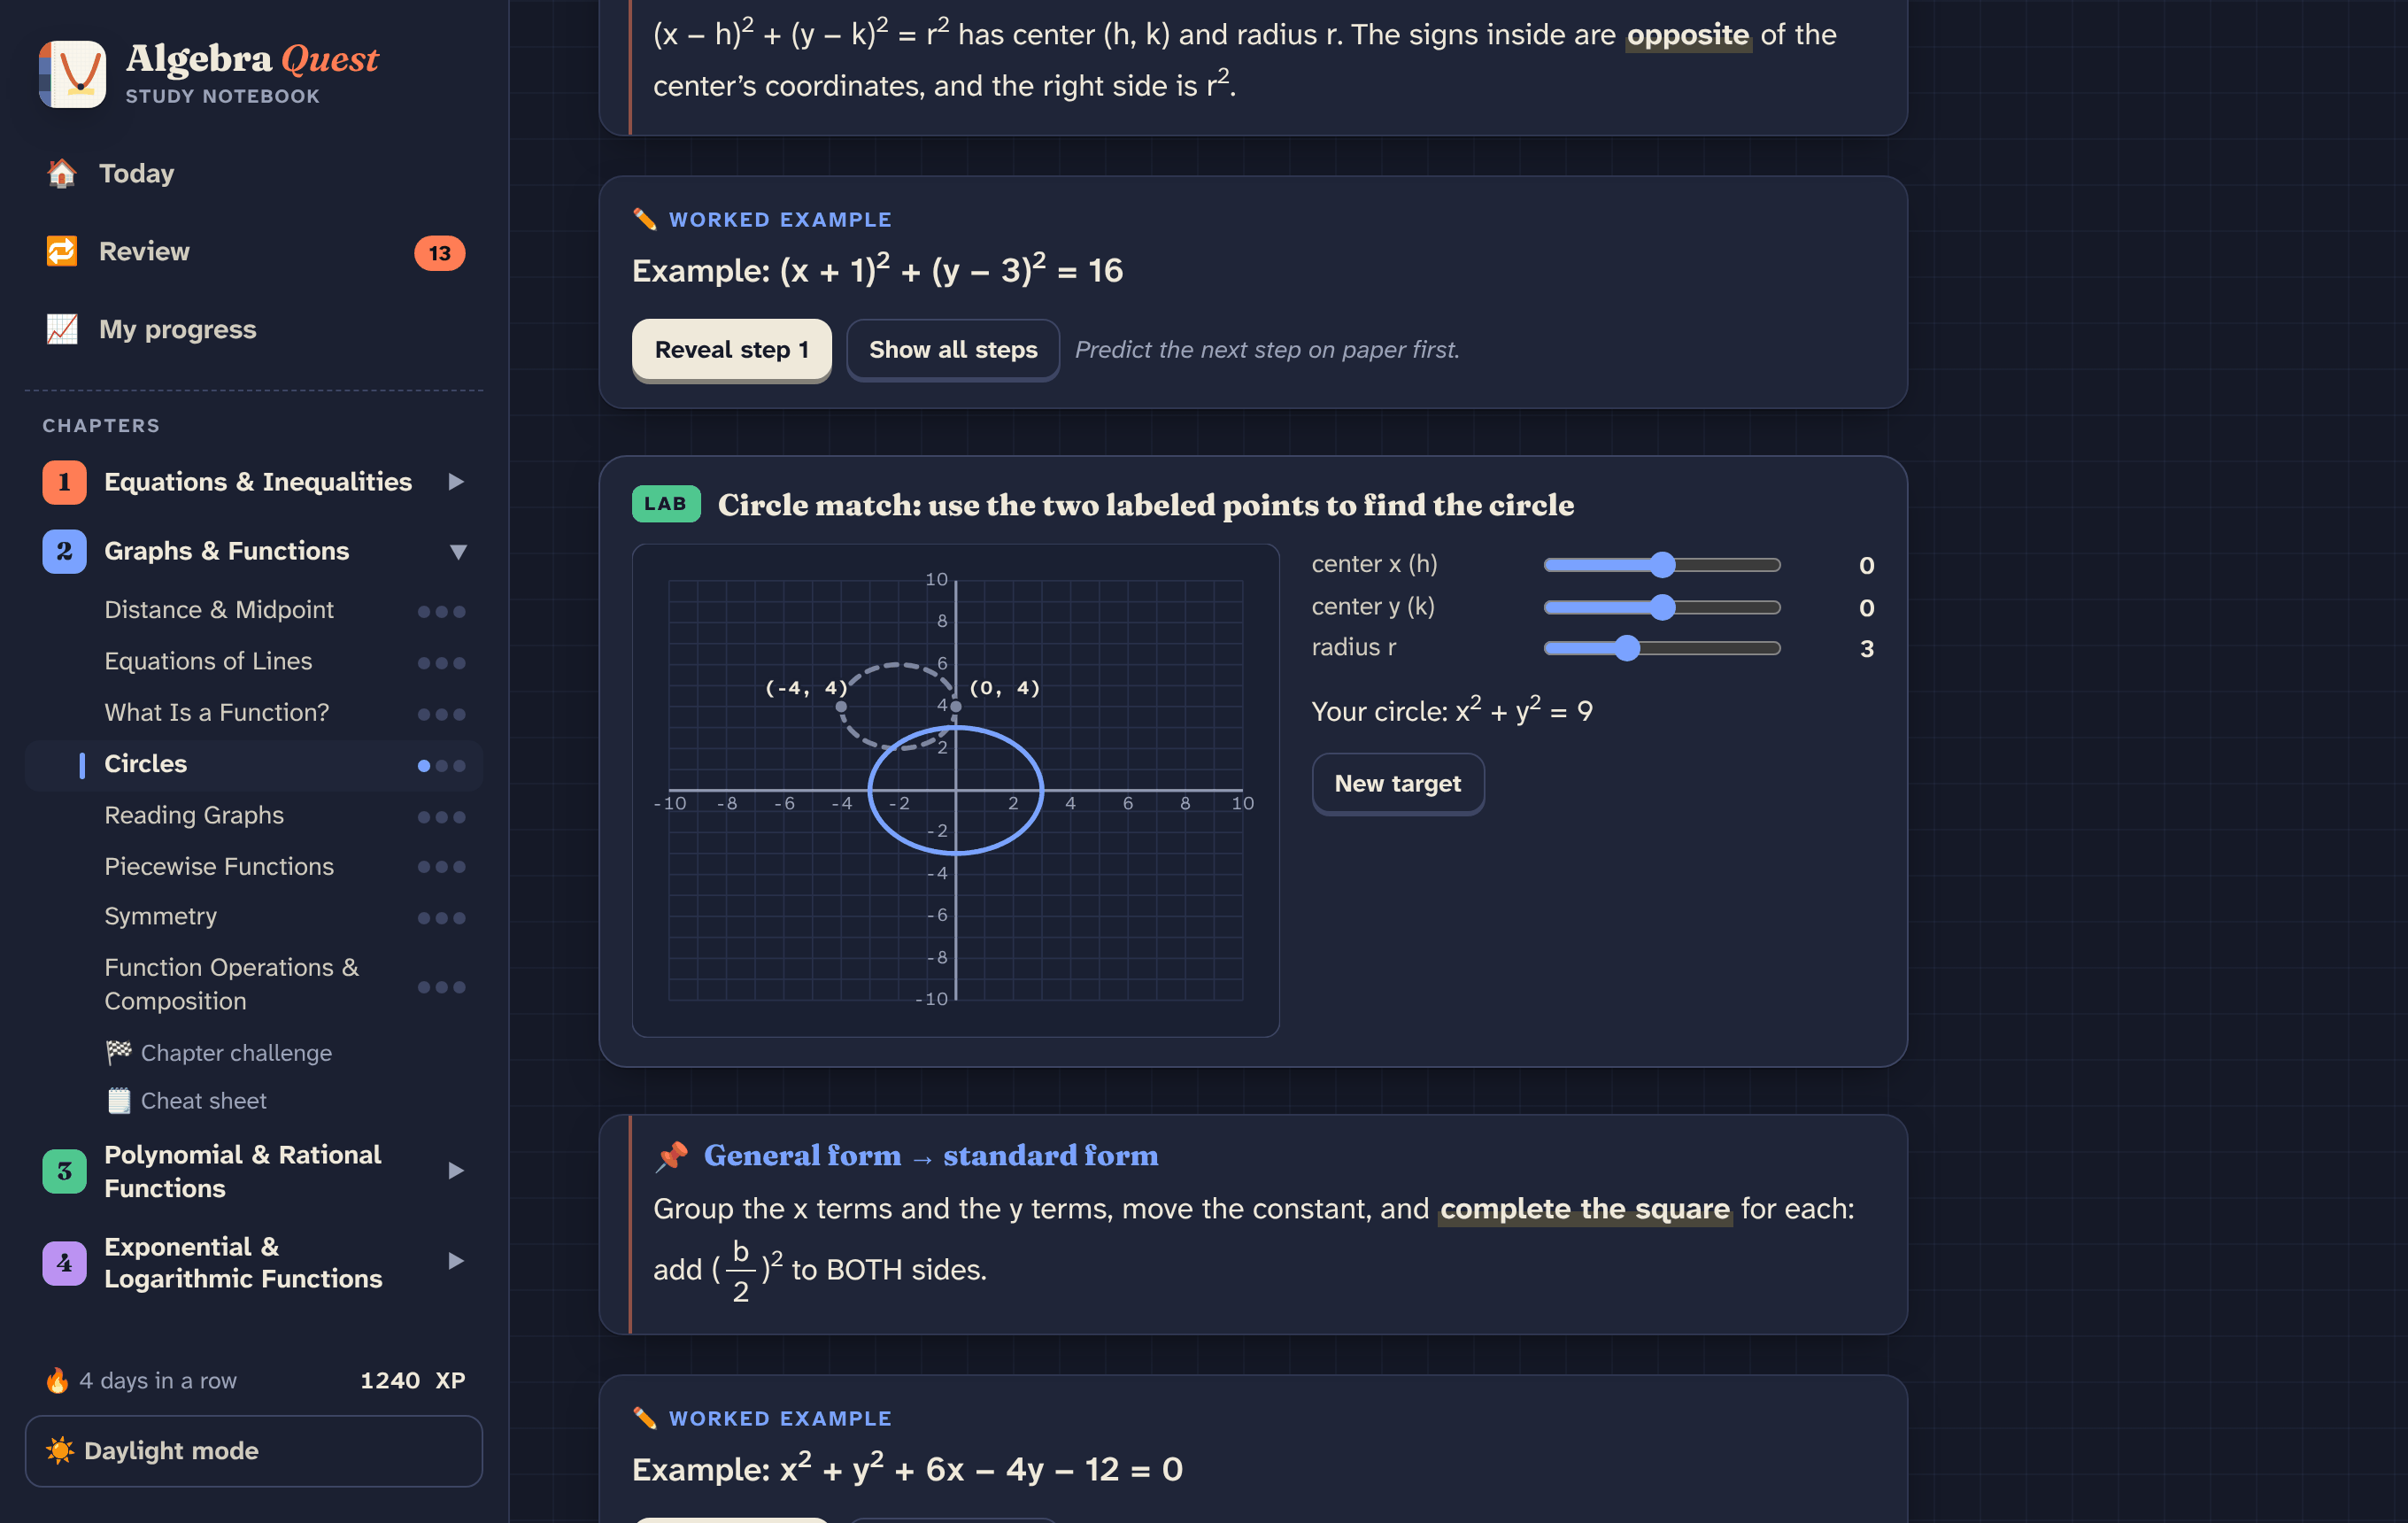 Algebra Quest
STUDY NOTEBOOK
Today
Review 13
My progress
CHAPTERS
1 Equations & Inequalities
2 Graphs & Functions
Distance & Midpoint
Equations of Lines
What Is a Function?
Circles
Reading Graphs
Piecewise Functions
Symmetry
Function Operations &
Composition
Chapter challenge
Cheat sheet
3 Polynomial & Rational
Functions
4 Exponential &
Logarithmic Functions
4 days in a row 1240 XP
Daylight mode
(x − h)² + (y − k)² = r² has center (h, k) and radius r. The signs inside are opposite of the
center’s coordinates, and the right side is r².
WORKED EXAMPLE
Example: (x + 1)² + (y − 3)² = 16
Reveal step 1 Show all steps Predict the next step on paper first.
LAB Circle match: use the two labeled points to find the circle
10
8
6
(-4, 4) (0, 4)
4
2
-10 -8 -6 -4 -2 2 4 6 8 10
-2
-4
-6
-8
-10
center x (h) 0
center y (k) 0
radius r 3
Your circle: x² + y² = 9
New target
General form → standard form
Group the x terms and the y terms, move the constant, and complete the square for each:
add (b/2)² to BOTH sides.
WORKED EXAMPLE
Example: x² + y² + 6x − 4y − 12 = 0